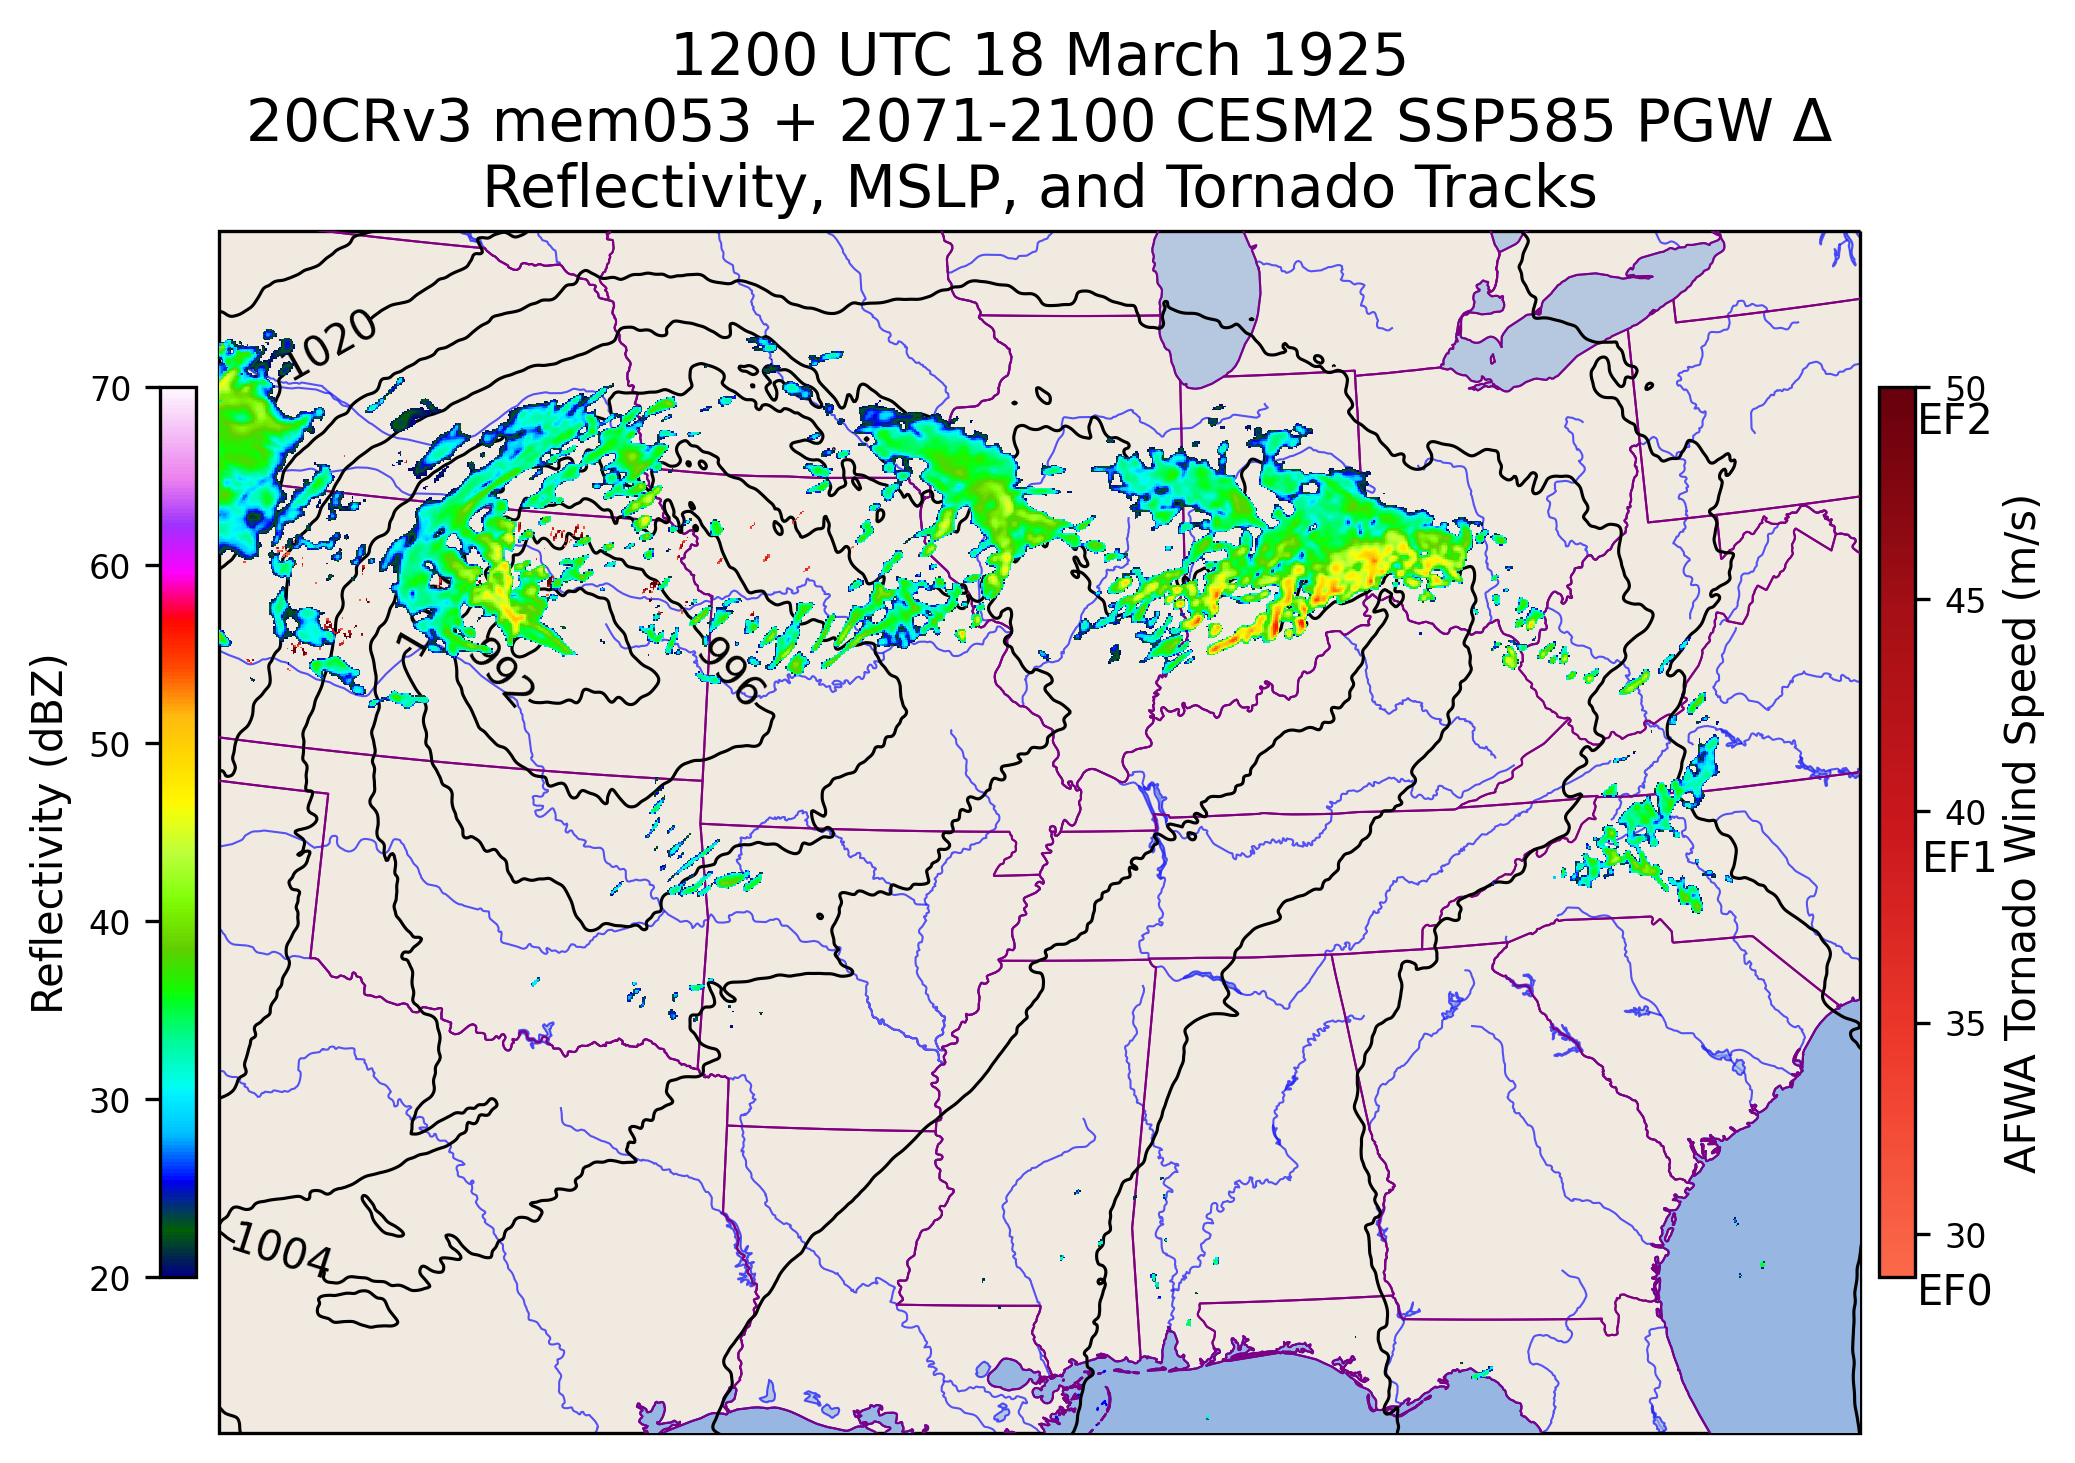 1200 UTC 18 March 1925
20CRv3 mem053 + 2071-2100 CESM2 SSP585 PGW Δ
Reflectivity, MSLP, and Tornado Tracks
Reflectivity (dBZ)
70
60
50
40
30
20
1020
992
996
1004
50
EF2
45
40
EF1
35
30
EF0
AFWA Tornado Wind Speed (m/s)